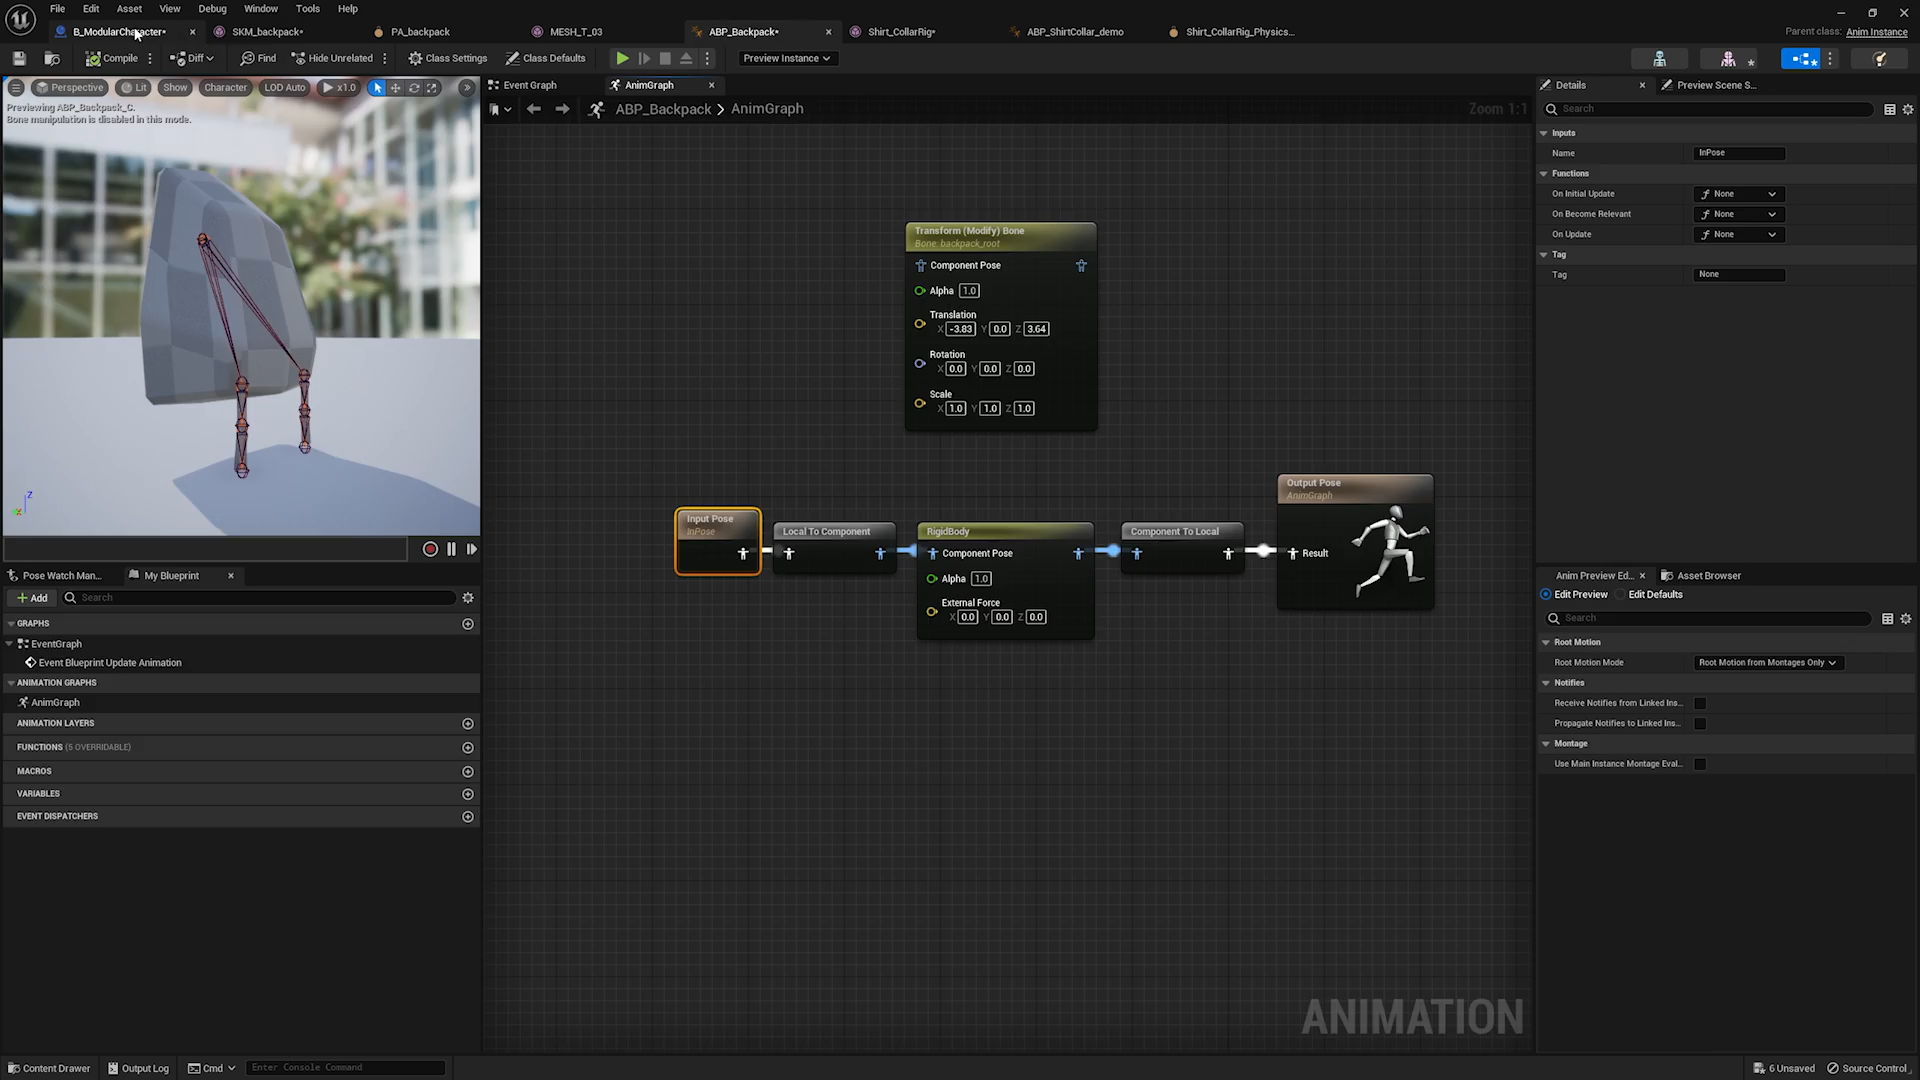 File Edit Asset View Debug Window Tools Help
B_ModularCharacter* SKM_backpack* PA_backpack MESH_T_03 ABP_Backpack* Shirt_CollarRig* ABP_ShirtCollar_demo Shirt_CollarRig_Physics...
Parent class: Anim Instance
Compile Diff Find Hide Unrelated Class Settings Class Defaults Preview Instance
Perspective Lit Show Character LOD Auto x1.0
Previewing ABP_Backpack_C.
Bone manipulation is disabled in this mode.
Z
Event Graph AnimGraph
ABP_Backpack > AnimGraph
Zoom 1:1
Transform (Modify) Bone
Bone: backpack_root
Component Pose
Alpha 1.0
Translation
X -3.83 Y 0.0 Z 3.64
Rotation
X 0.0 Y 0.0 Z 0.0
Scale
X 1.0 Y 1.0 Z 1.0
Input Pose
InPose
Local To Component
RigidBody
Component Pose
Alpha 1.0
External Force
X 0.0 Y 0.0 Z 0.0
Component To Local
Output Pose
AnimGraph
Result
ANIMATION
Pose Watch Man... My Blueprint
Add Search
GRAPHS
EventGraph
Event Blueprint Update Animation
ANIMATION GRAPHS
AnimGraph
ANIMATION LAYERS
FUNCTIONS (5 OVERRIDABLE)
MACROS
VARIABLES
EVENT DISPATCHERS
Details Preview Scene S...
Search
Inputs
Name InPose
Functions
On Initial Update None
On Become Relevant None
On Update None
Tag
Tag None
Anim Preview Ed... Asset Browser
Edit Preview Edit Defaults
Search
Root Motion
Root Motion Mode Root Motion from Montages Only
Notifies
Receive Notifies from Linked Ins...
Propagate Notifies to Linked Ins...
Montage
Use Main Instance Montage Eval...
Content Drawer Output Log Cmd Enter Console Command
6 Unsaved Source Control